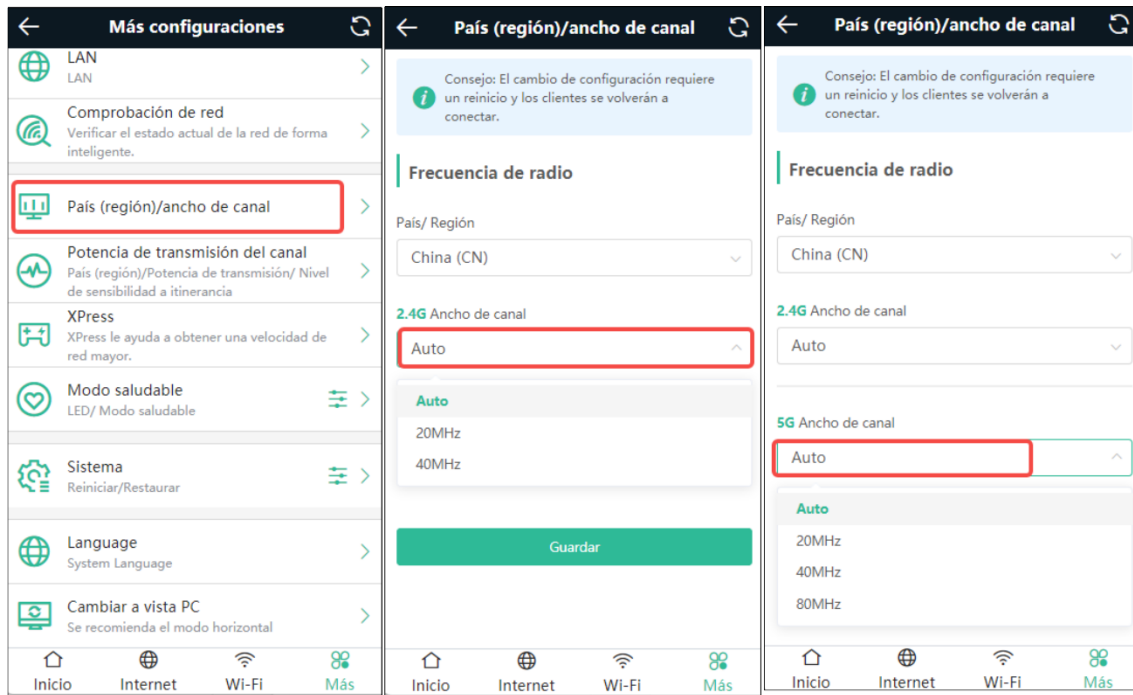 Más configuraciones
LAN
LAN
Comprobación de red
Verificar el estado actual de la red de forma
inteligente.
País (región)/ancho de canal
Potencia de transmisión del canal
País (región)/Potencia de transmisión/ Nivel
de sensibilidad a itinerancia
XPress
XPress le ayuda a obtener una velocidad de
red mayor.
Modo saludable
LED/ Modo saludable
Sistema
Reiniciar/Restaurar
Language
System Language
Cambiar a vista PC
Se recomienda el modo horizontal
Inicio
Internet
Wi-Fi
Más
País (región)/ancho de canal
Consejo: El cambio de configuración requiere
un reinicio y los clientes se volverán a
conectar.
Frecuencia de radio
País/ Región
China (CN)
2.4G Ancho de canal
Auto
Auto
20MHz
40MHz
Guardar
Inicio
Internet
Wi-Fi
Más
País (región)/ancho de canal
Consejo: El cambio de configuración requiere
un reinicio y los clientes se volverán a
conectar.
Frecuencia de radio
País/ Región
China (CN)
2.4G Ancho de canal
Auto
5G Ancho de canal
Auto
Auto
20MHz
40MHz
80MHz
Inicio
Internet
Wi-Fi
Más